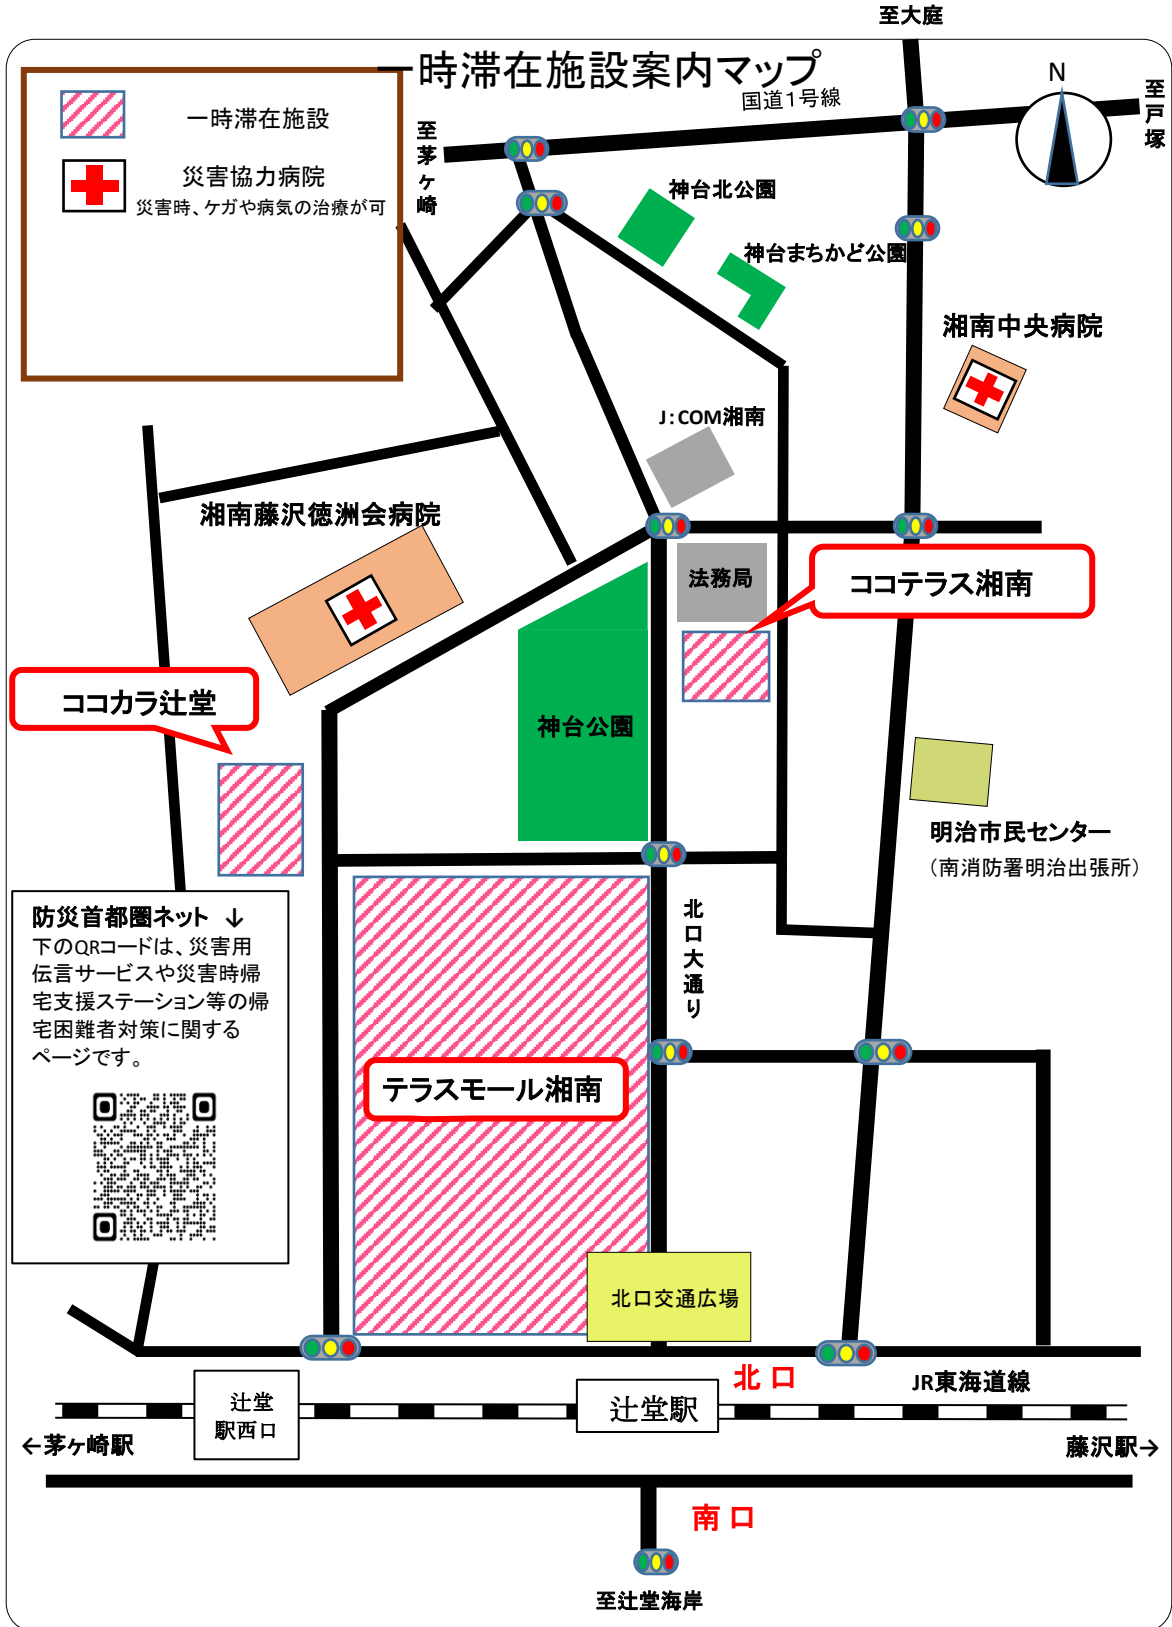 至大庭
一時滞在施設案内マップ
国道1号線
N
至戸塚
至茅ヶ崎
一時滞在施設
災害協力病院
災害時、ケガや病気の治療が可
神台北公園
神台まちかど公園
湘南中央病院
J:COM湘南
湘南藤沢徳洲会病院
法務局
ココテラス湘南
ココカラ辻堂
神台公園
明治市民センター
（南消防署明治出張所）
防災首都圏ネット ↓
下のQRコードは、災害用
伝言サービスや災害時帰
宅支援ステーション等の帰
宅困難者対策に関する
ページです。
北口大通り
テラスモール湘南
北口交通広場
北口
JR東海道線
辻堂
駅西口
辻堂駅
←茅ヶ崎駅
藤沢駅→
南口
至辻堂海岸